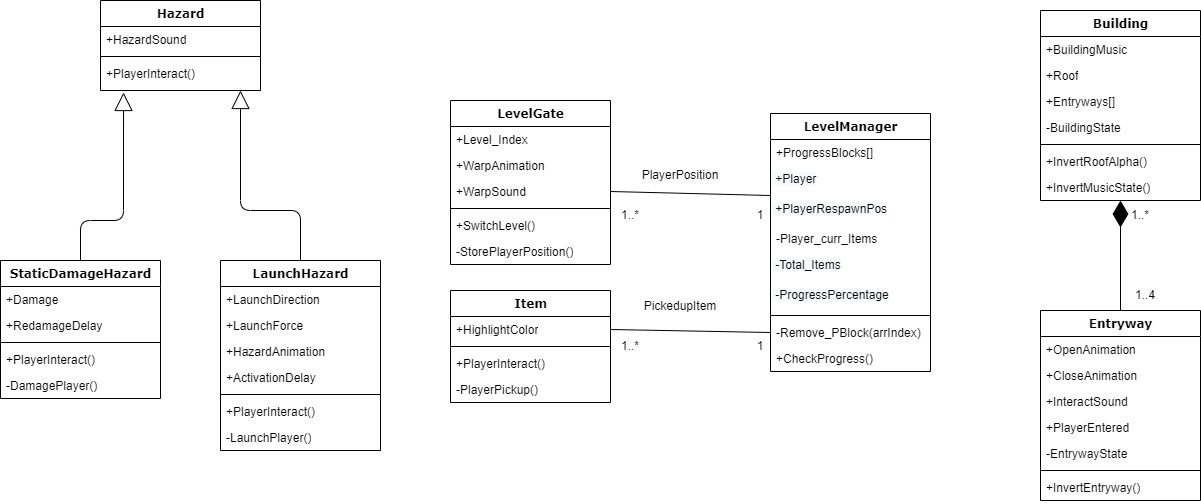 Hazard
+HazardSound
+PlayerInteract()
StaticDamageHazard
+Damage
+RedamageDelay
+PlayerInteract()
-DamagePlayer()
LaunchHazard
+LaunchDirection
+LaunchForce
+HazardAnimation
+ActivationDelay
+PlayerInteract()
-LaunchPlayer()
LevelGate
+Level_Index
+WarpAnimation
+WarpSound
+SwitchLevel()
-StorePlayerPosition()
PlayerPosition
1..*
1
Item
+HighlightColor
+PlayerInteract()
-PlayerPickup()
PickedupItem
1..*
1
LevelManager
+ProgressBlocks[]
+Player
+PlayerRespawnPos
-Player_curr_Items
-Total_Items
-ProgressPercentage
-Remove_PBlock(arrIndex)
+CheckProgress()
Building
+BuildingMusic
+Roof
+Entryways[]
-BuildingState
+InvertRoofAlpha()
+InvertMusicState()
1..*
1..4
Entryway
+OpenAnimation
+CloseAnimation
+InteractSound
+PlayerEntered
-EntrywayState
+InvertEntryway()